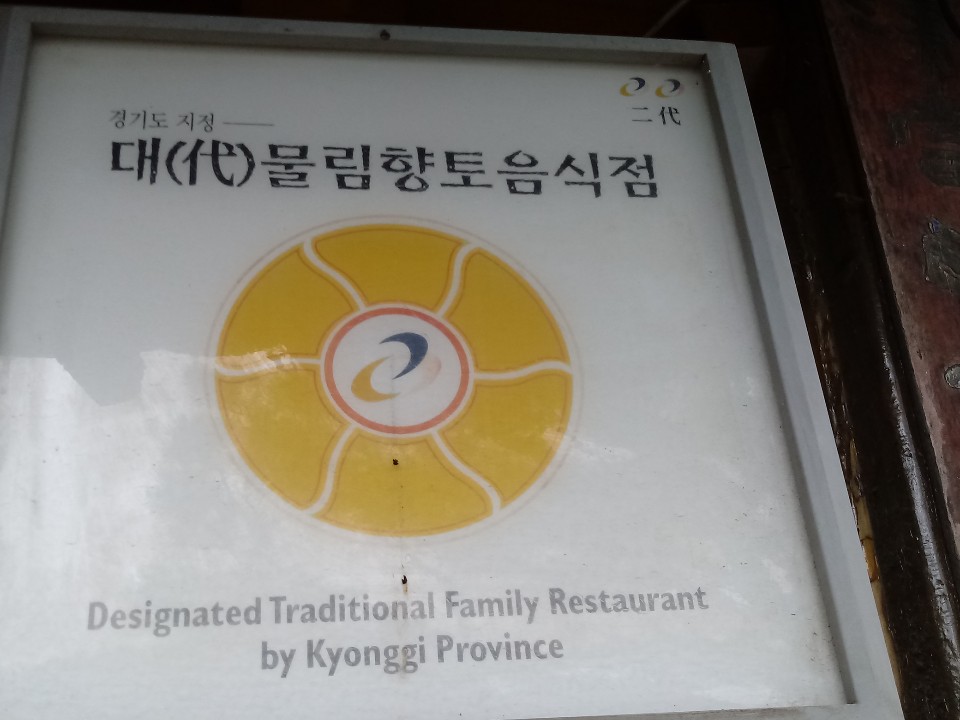 二代
경기도 지정
대(代)물림향토음식점
Designated Traditional Family Restaurant
by Kyonggi Province